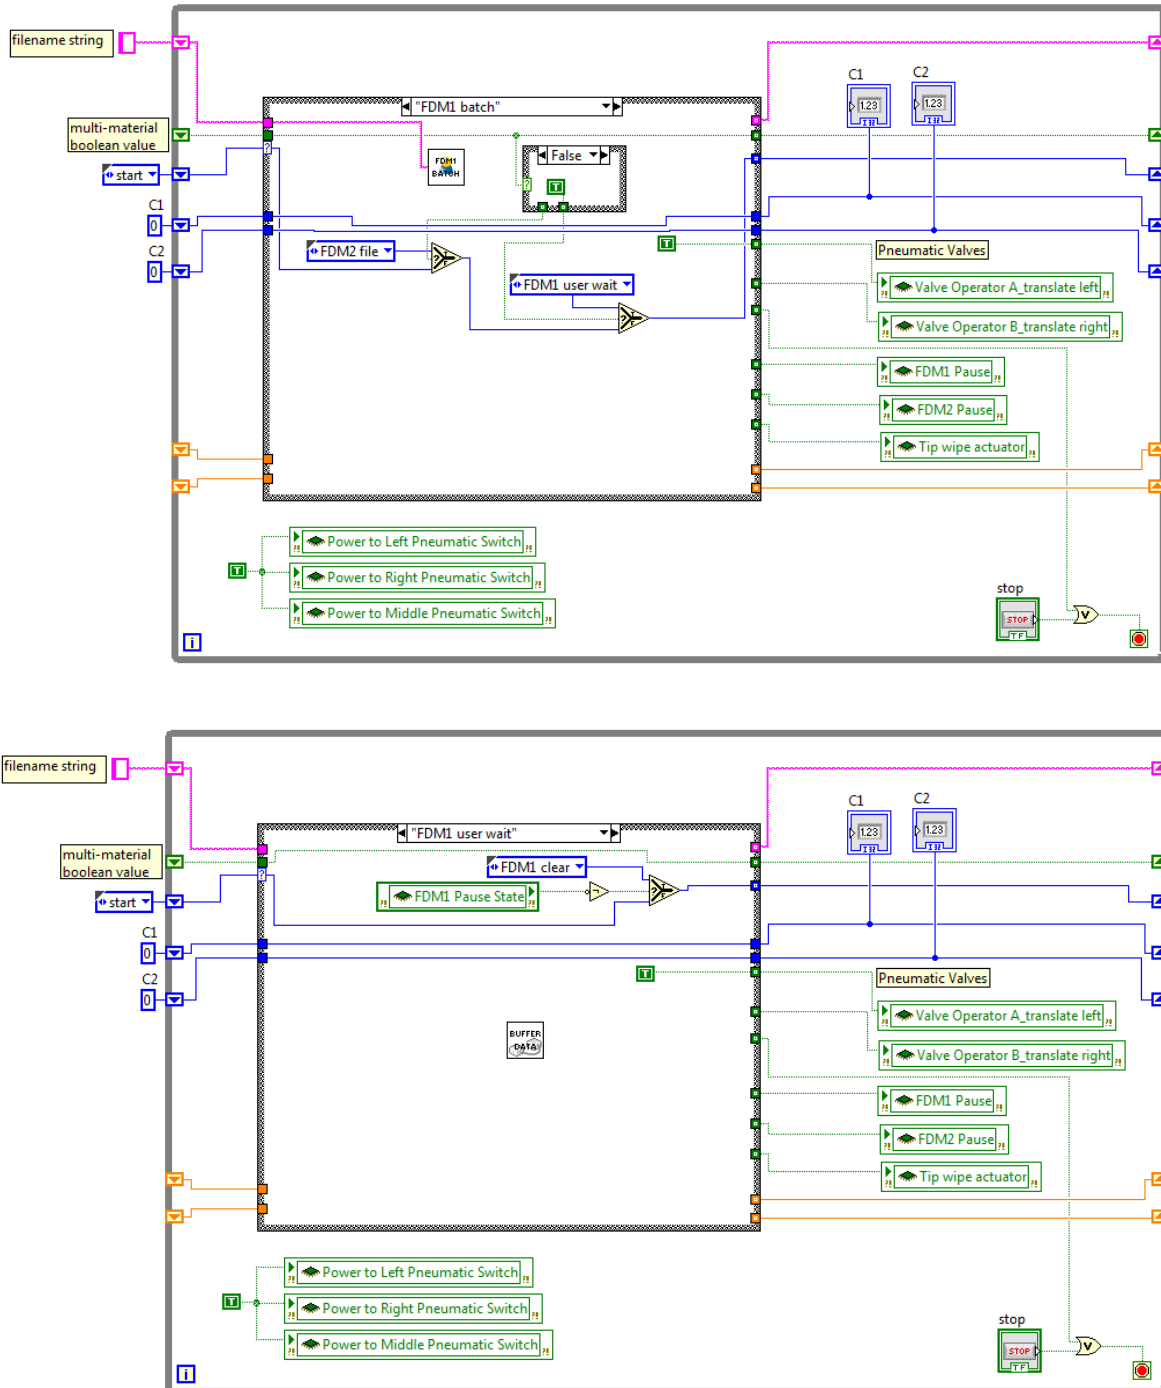 filename string
C1
C2
"FDM1 batch"
1.23
1.23
I32
I32
multi-material
boolean value
FDM1
BATCH
False
?
?
T
start
C1
0
FDM2 file
?
T
F
T
Pneumatic Valves
C2
0
FDM1 user wait
Valve Operator A_translate left
?
T
F
Valve Operator B_translate right
FDM1 Pause
FDM2 Pause
Tip wipe actuator
Power to Left Pneumatic Switch
T
Power to Right Pneumatic Switch
stop
Power to Middle Pneumatic Switch
STOP
TF
V
i
filename string
C1
C2
"FDM1 user wait"
1.23
1.23
I32
I32
multi-material
boolean value
FDM1 clear
?
start
FDM1 Pause State
?
T
F
C1
0
C2
0
T
Pneumatic Valves
Valve Operator A_translate left
BUFFER
DATA
Valve Operator B_translate right
FDM1 Pause
FDM2 Pause
Tip wipe actuator
Power to Left Pneumatic Switch
T
Power to Right Pneumatic Switch
stop
Power to Middle Pneumatic Switch
STOP
TF
V
i